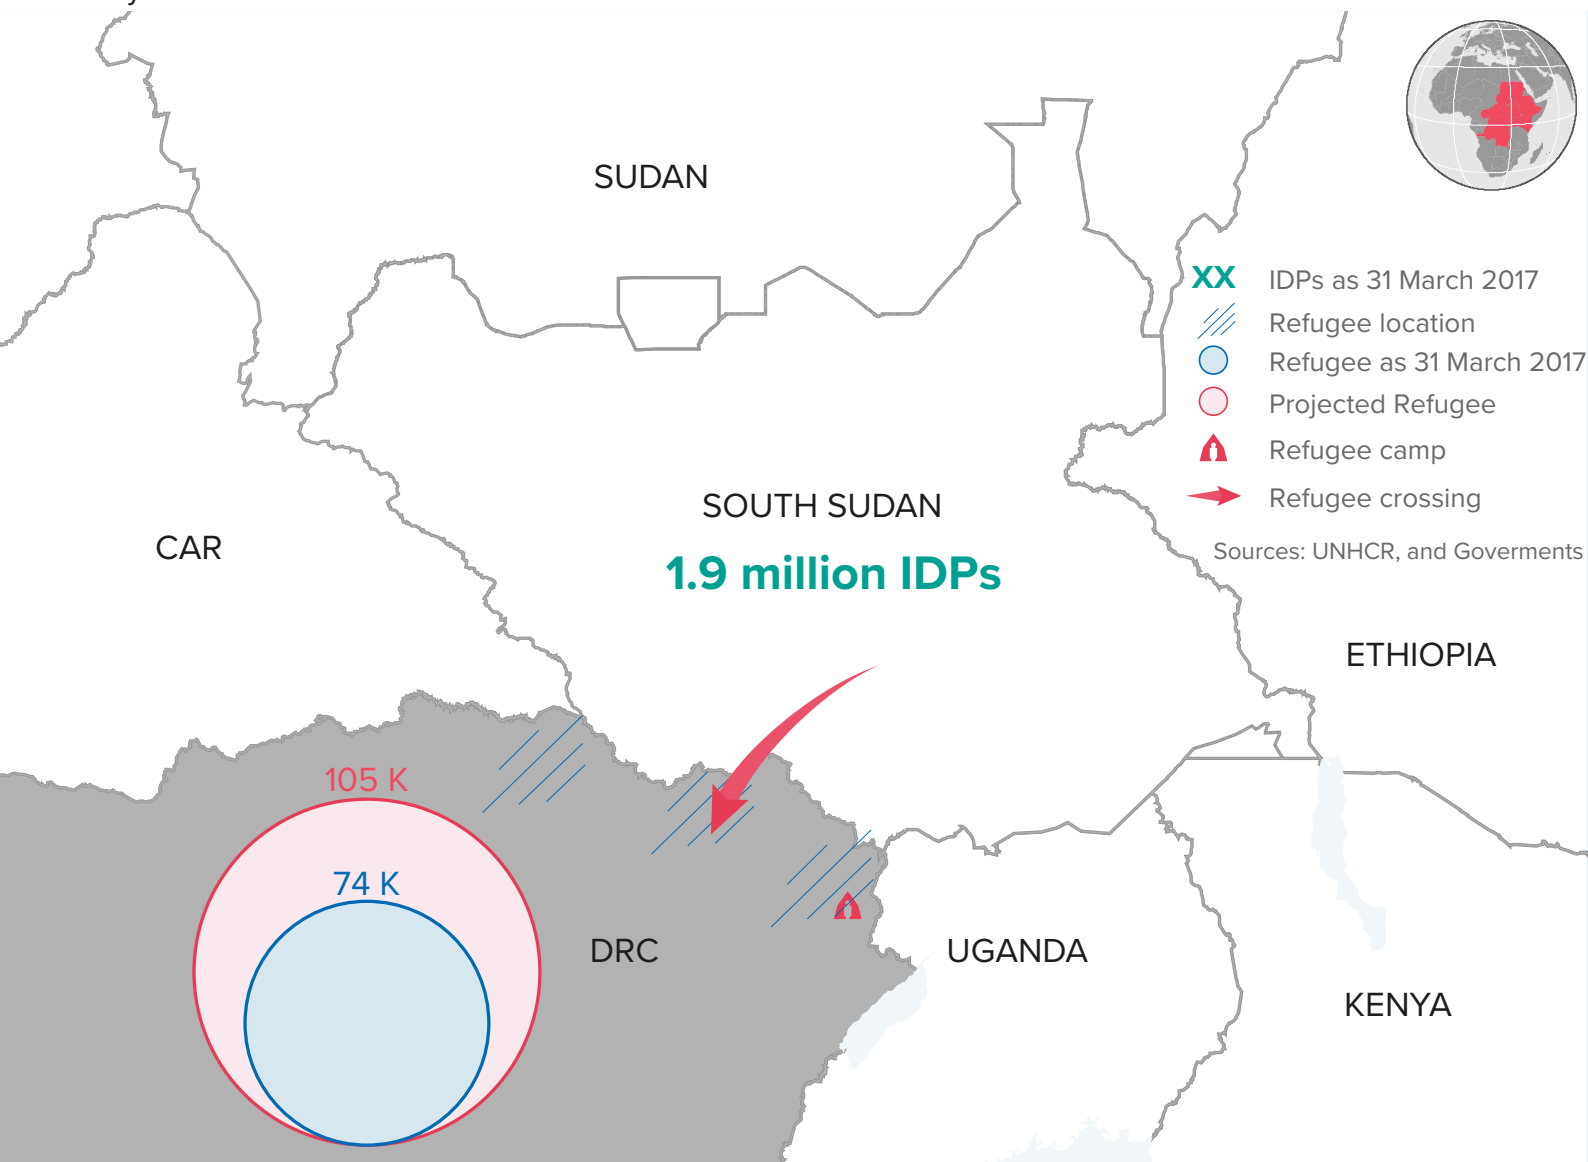 SUDAN
XX IDPs as 31 March 2017
Refugee location
Refugee as 31 March 2017
Projected Refugee
Refugee camp
Refugee crossing
Sources: UNHCR, and Goverments
SOUTH SUDAN
1.9 million IDPs
CAR
ETHIOPIA
105 K
74 K
DRC
UGANDA
KENYA